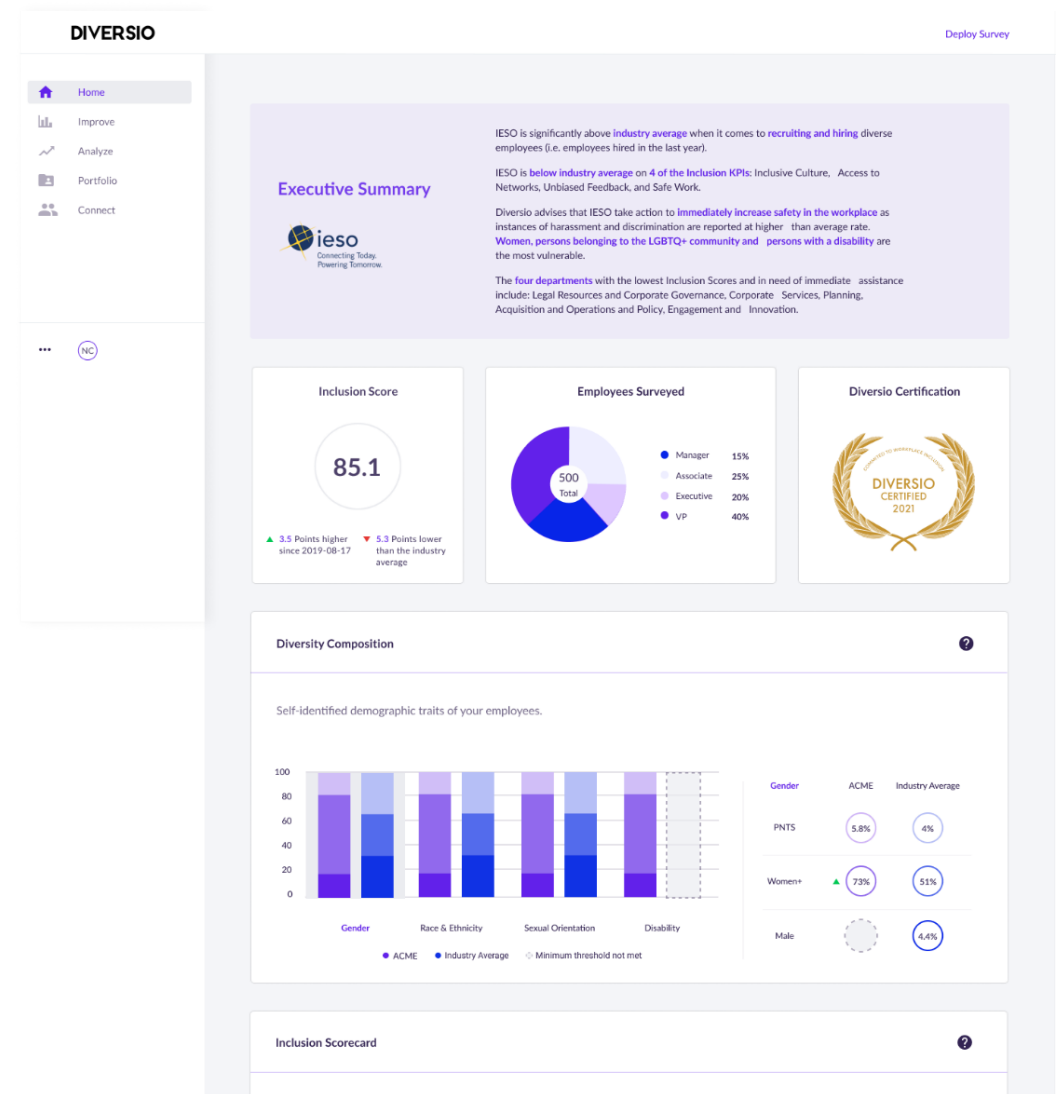 DIVERSIO
Deploy Survey
Home
Improve
Analyze
Portfolio
Connect
NC
Executive Summary
ieso
Connecting Today.
Powering Tomorrow.
IESO is significantly above industry average when it comes to recruiting and hiring diverse
employees (i.e. employees hired in the last year).
IESO is below industry average on 4 of the Inclusion KPIs: Inclusive Culture, Access to
Networks, Unbiased Feedback, and Safe Work.
Diversio advises that IESO take action to immediately increase safety in the workplace as
instances of harassment and discrimination are reported at higher than average rate.
Women, persons belonging to the LGBTQ+ community and persons with a disability are
the most vulnerable.
The four departments with the lowest Inclusion Scores and in need of immediate assistance
include: Legal Resources and Corporate Governance, Corporate Services, Planning,
Acquisition and Operations and Policy, Engagement and Innovation.
Inclusion Score
85.1
3.5 Points higher
since 2019-08-17
5.3 Points lower
than the industry
average
Employees Surveyed
500
Total
Manager 15%
Associate 25%
Executive 20%
VP 40%
Diversio Certification
COMMITTED TO WORKPLACE INCLUSION
DIVERSIO
CERTIFIED
2021
Diversity Composition
?
Self-identified demographic traits of your employees.
100
80
60
40
20
0
Gender
Race & Ethnicity
Sexual Orientation
Disability
ACME
Industry Average
Minimum threshold not met
Gender ACME Industry Average
PNTS 5.8% 4%
Women+ 73% 51%
Male 4.4%
Inclusion Scorecard
?